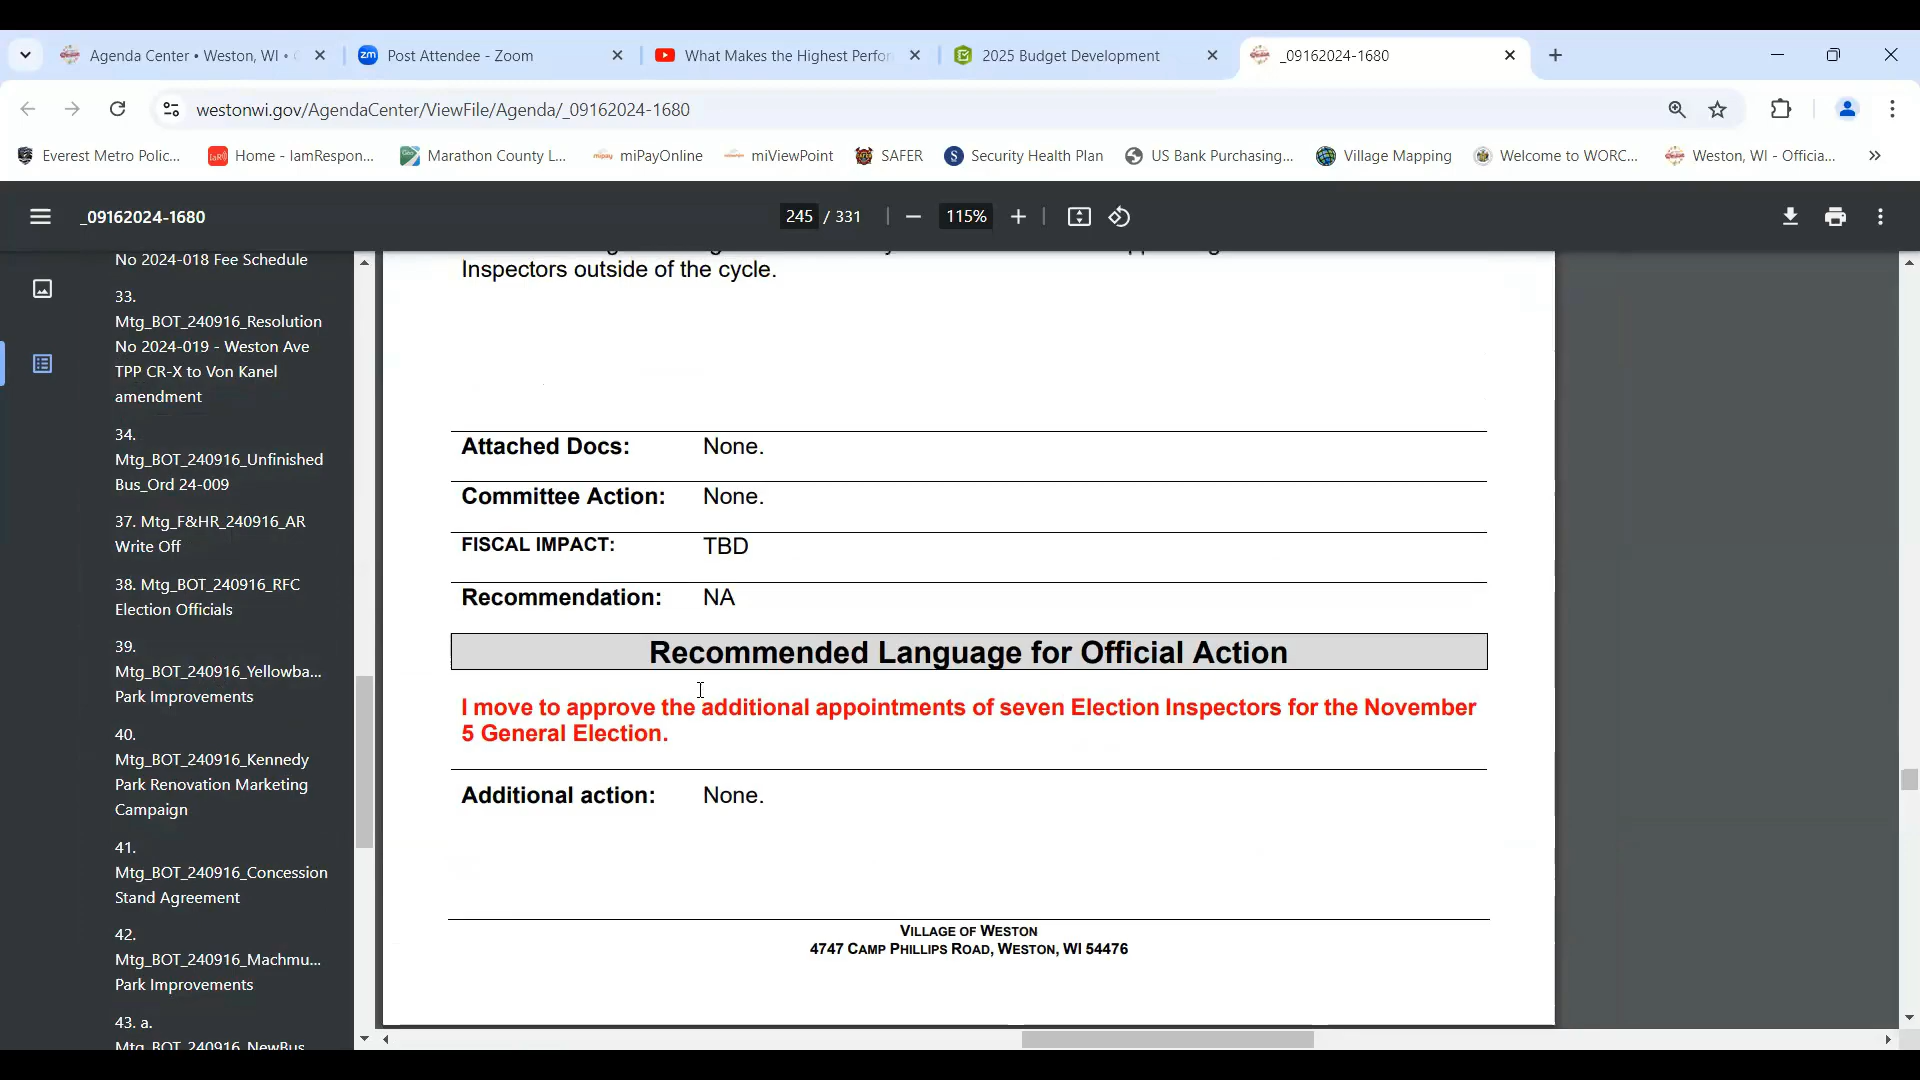 Agenda Center • Weston, WI •
Post Attendee - Zoom
What Makes the Highest Perfor
2025 Budget Development
_09162024-1680
westonwi.gov/AgendaCenter/ViewFile/Agenda/_09162024-1680
Everest Metro Polic...
Home - IamRespon...
Marathon County L...
miPayOnline
miViewPoint
SAFER
Security Health Plan
US Bank Purchasing...
Village Mapping
Welcome to WORC...
Weston, WI - Officia...
_09162024-1680
245 / 331
115%
No 2024-018 Fee Schedule
33.
Mtg_BOT_240916_Resolution
No 2024-019 - Weston Ave
TPP CR-X to Von Kanel
amendment
34.
Mtg_BOT_240916_Unfinished
Bus_Ord 24-009
37. Mtg_F&HR_240916_AR
Write Off
38. Mtg_BOT_240916_RFC
Election Officials
39.
Mtg_BOT_240916_Yellowba...
Park Improvements
40.
Mtg_BOT_240916_Kennedy
Park Renovation Marketing
Campaign
41.
Mtg_BOT_240916_Concession
Stand Agreement
42.
Mtg_BOT_240916_Machmu...
Park Improvements
43. a.
Mtg_BOT_240916_NewBus
Inspectors outside of the cycle.
Attached Docs: None.
Committee Action: None.
FISCAL IMPACT: TBD
Recommendation: NA
Recommended Language for Official Action
I move to approve the additional appointments of seven Election Inspectors for the November
5 General Election.
Additional action: None.
VILLAGE OF WESTON
4747 CAMP PHILLIPS ROAD, WESTON, WI 54476